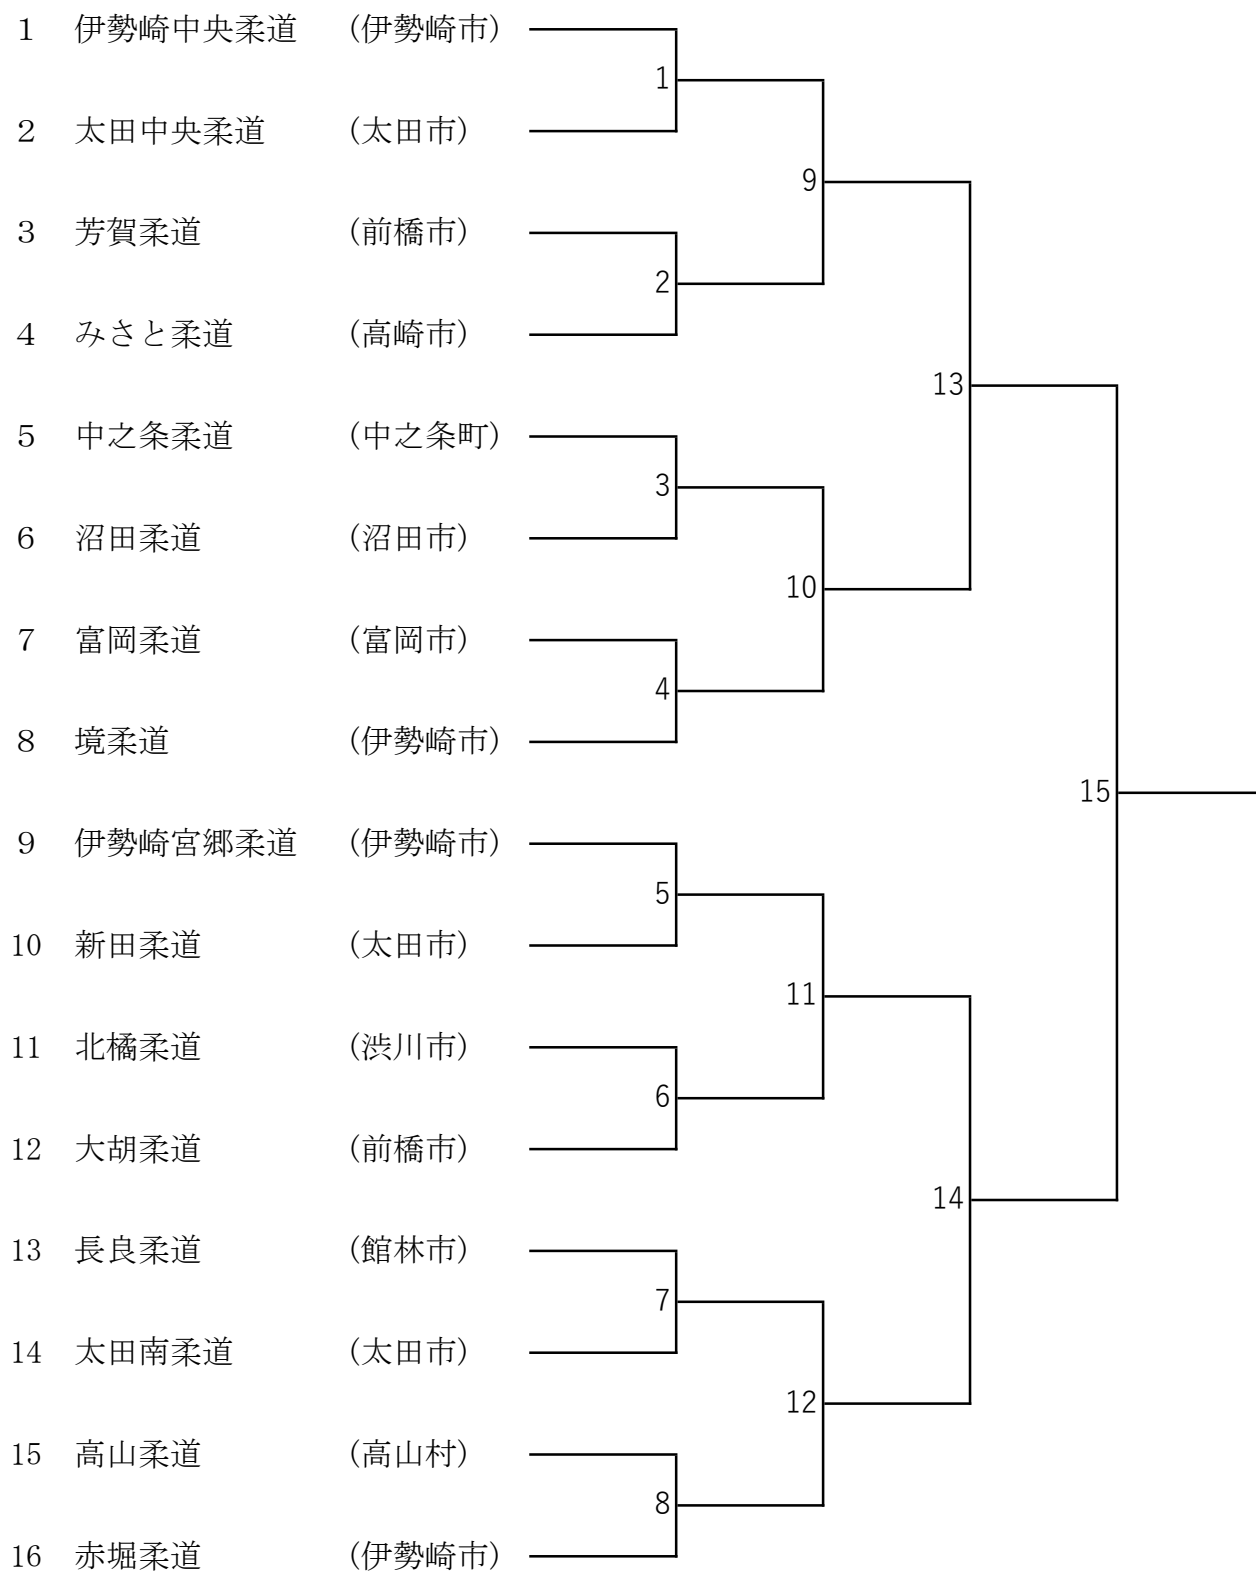 1 伊勢崎中央柔道 (伊勢崎市)
1
2 太田中央柔道 (太田市)
9
3 芳賀柔道 (前橋市)
2
4 みさと柔道 (高崎市)
13
5 中之条柔道 (中之条町)
3
6 沼田柔道 (沼田市)
10
7 富岡柔道 (富岡市)
4
8 境柔道 (伊勢崎市)
15
9 伊勢崎宮郷柔道 (伊勢崎市)
5
10 新田柔道 (太田市)
11
11 北橘柔道 (渋川市)
6
12 大胡柔道 (前橋市)
14
13 長良柔道 (館林市)
7
14 太田南柔道 (太田市)
12
15 高山柔道 (高山村)
8
16 赤堀柔道 (伊勢崎市)